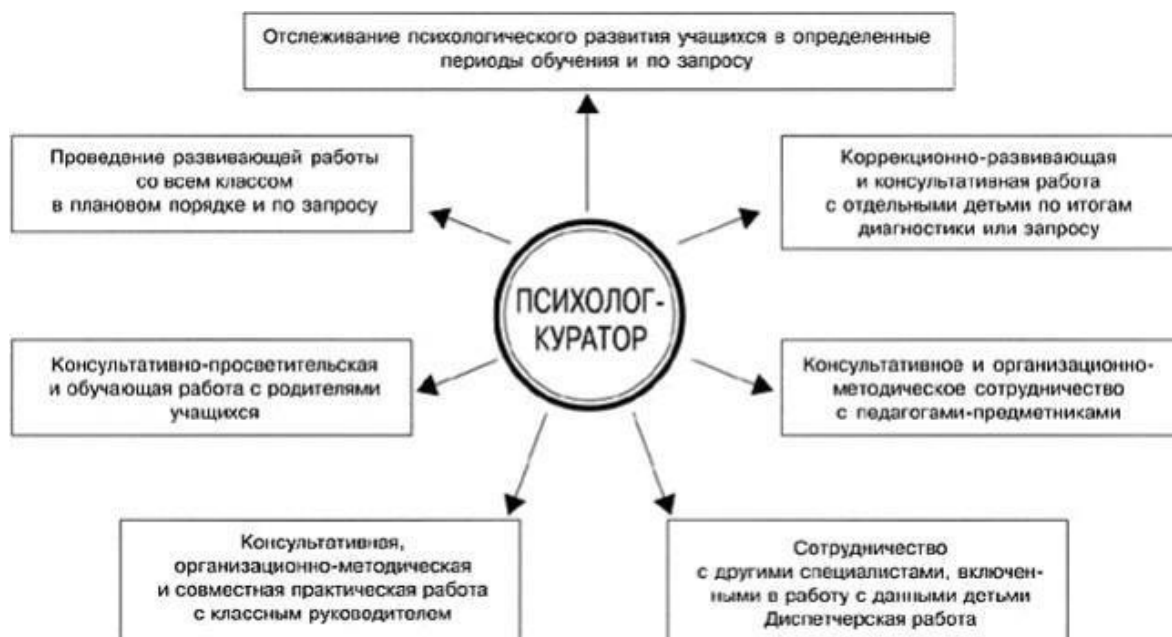 Отслеживание психологического развития учащихся в определенные
периоды обучения и по запросу
Проведение развивающей работы
со всем классом
в плановом порядке и по запросу
Коррекционно-развивающая
и консультативная работа
с отдельными детьми по итогам
диагностики или запросу
ПСИХОЛОГ-
КУРАТОР
Консультативно-просветительская
и обучающая работа с родителями
учащихся
Консультативное и организационно-
методическое сотрудничество
с педагогами-предметниками
Консультативная,
организационно-методическая
и совместная практическая работа
с классным руководителем
Сотрудничество
с другими специалистами, включен-
ными в работу с данными детьми
Диспетчерская работа